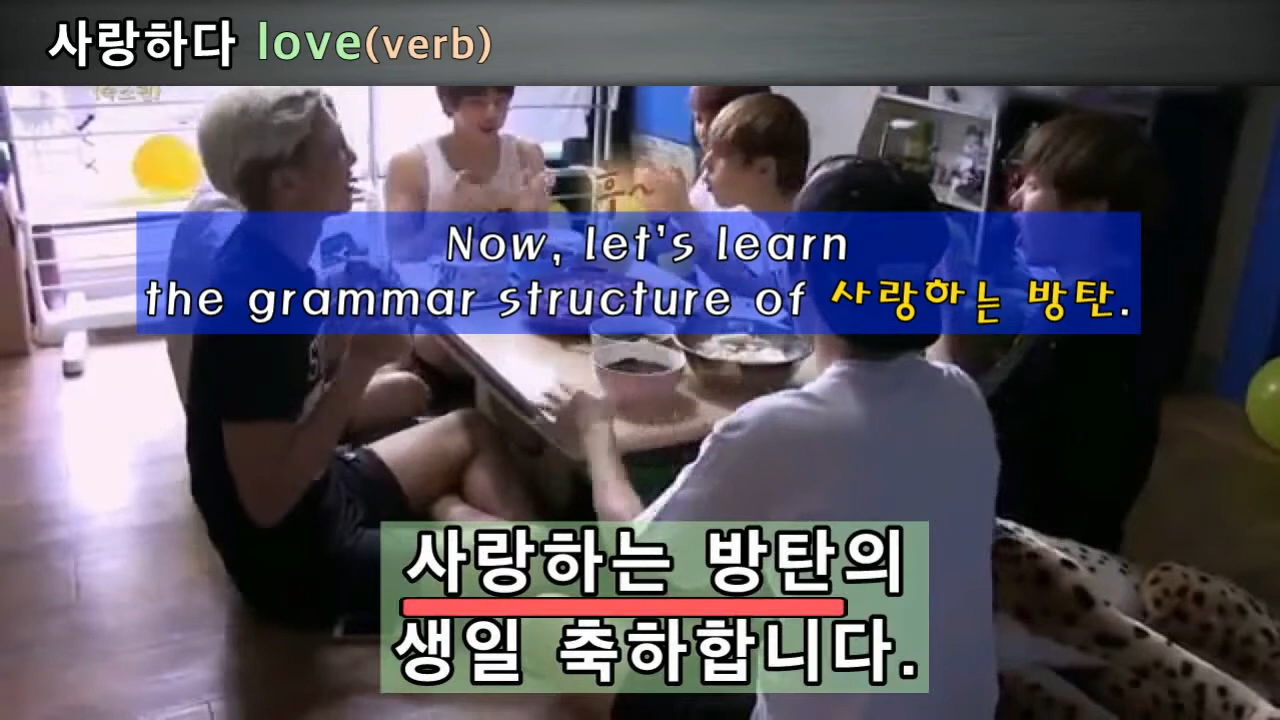 사랑하다 love(verb)
후~
Now, let's learn
the grammar structure of 사랑하는 방탄.
사랑하는 방탄의
생일 축하합니다.